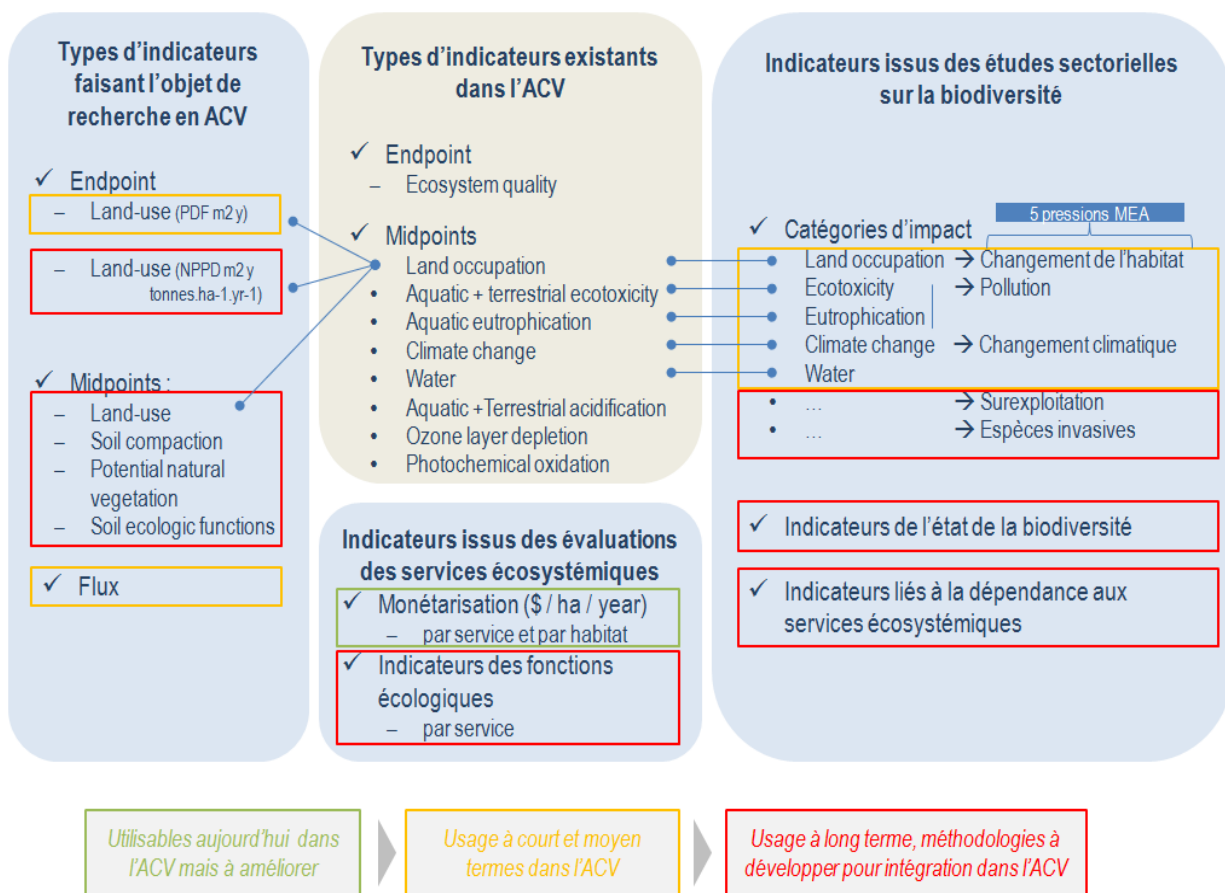 Types d'indicateurs
faisant l'objet de
recherche en ACV
✓ Endpoint
– Land-use (PDF m2 y)
– Land-use (NPPD m2 y
tonnes.ha-1.yr-1)
✓ Midpoints :
– Land-use
– Soil compaction
– Potential natural
vegetation
– Soil ecologic functions
✓ Flux
Types d'indicateurs existants
dans l'ACV
✓ Endpoint
– Ecosystem quality
✓ Midpoints
Land occupation
• Aquatic + terrestrial ecotoxicity
• Aquatic eutrophication
• Climate change
• Water
• Aquatic +Terrestrial acidification
• Ozone layer depletion
• Photochemical oxidation
Indicateurs issus des évaluations
des services écosystémiques
✓ Monétarisation ($ / ha / year)
– par service et par habitat
✓ Indicateurs des fonctions
écologiques
– par service
Indicateurs issus des études sectorielles
sur la biodiversité
5 pressions MEA
✓ Catégories d'impact
Land occupation → Changement de l'habitat
Ecotoxicity → Pollution
Eutrophication
Climate change → Changement climatique
Water
• … → Surexploitation
• … → Espèces invasives
✓ Indicateurs de l'état de la biodiversité
✓ Indicateurs liés à la dépendance aux
services écosystémiques
Utilisables aujourd'hui dans
l'ACV mais à améliorer
Usage à court et moyen
termes dans l'ACV
Usage à long terme, méthodologies à
développer pour intégration dans l'ACV